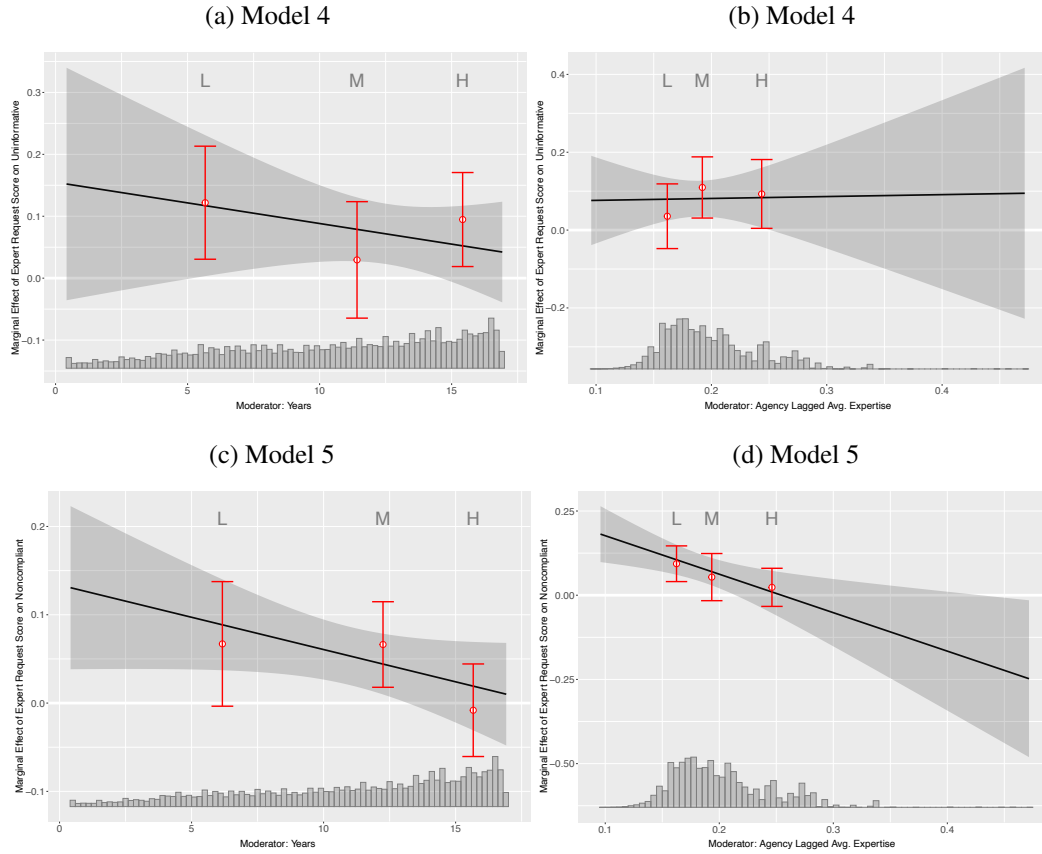 (a) Model 4
Marginal Effect of Expert Request Score on Uninformative
0.3
0.2
0.1
0.0
−0.1
L
M
H
0
5
10
15
Moderator: Years
(b) Model 4
Marginal Effect of Expert Request Score on Uninformative
0.4
0.2
0.0
−0.2
L
M
H
0.1
0.2
0.3
0.4
Moderator: Agency Lagged Avg. Expertise
(c) Model 5
Marginal Effect of Expert Request Score on Noncompliant
0.2
0.1
0.0
−0.1
L
M
H
0
5
10
15
Moderator: Years
(d) Model 5
Marginal Effect of Expert Request Score on Noncompliant
0.25
0.00
−0.25
−0.50
L
M
H
0.1
0.2
0.3
0.4
Moderator: Agency Lagged Avg. Expertise